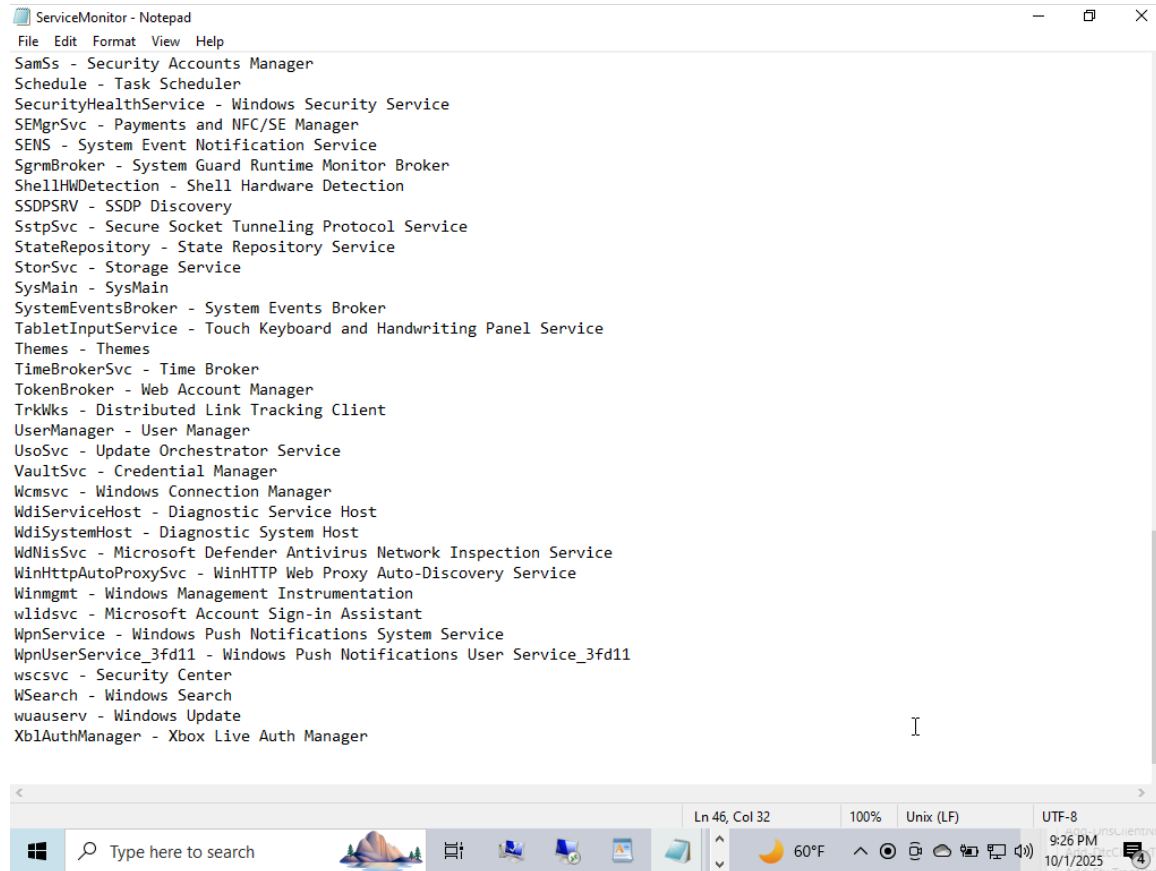 ServiceMonitor - Notepad
File Edit Format View Help
SamSs - Security Accounts Manager
Schedule - Task Scheduler
SecurityHealthService - Windows Security Service
SEMgrSvc - Payments and NFC/SE Manager
SENS - System Event Notification Service
SgrmBroker - System Guard Runtime Monitor Broker
ShellHWDetection - Shell Hardware Detection
SSDPSRV - SSDP Discovery
SstpSvc - Secure Socket Tunneling Protocol Service
StateRepository - State Repository Service
StorSvc - Storage Service
SysMain - SysMain
SystemEventsBroker - System Events Broker
TabletInputService - Touch Keyboard and Handwriting Panel Service
Themes - Themes
TimeBrokerSvc - Time Broker
TokenBroker - Web Account Manager
TrkWks - Distributed Link Tracking Client
UserManager - User Manager
UsoSvc - Update Orchestrator Service
VaultSvc - Credential Manager
Wcmsvc - Windows Connection Manager
WdiServiceHost - Diagnostic Service Host
WdiSystemHost - Diagnostic System Host
WdNisSvc - Microsoft Defender Antivirus Network Inspection Service
WinHttpAutoProxySvc - WinHTTP Web Proxy Auto-Discovery Service
Winmgmt - Windows Management Instrumentation
wlidsvc - Microsoft Account Sign-in Assistant
WpnService - Windows Push Notifications System Service
WpnUserService_3fd11 - Windows Push Notifications User Service_3fd11
wscsvc - Security Center
WSearch - Windows Search
wuauserv - Windows Update
XblAuthManager - Xbox Live Auth Manager
Ln 46, Col 32 100% Unix (LF) UTF-8
Type here to search 60°F 9:26 PM
10/1/2025 4